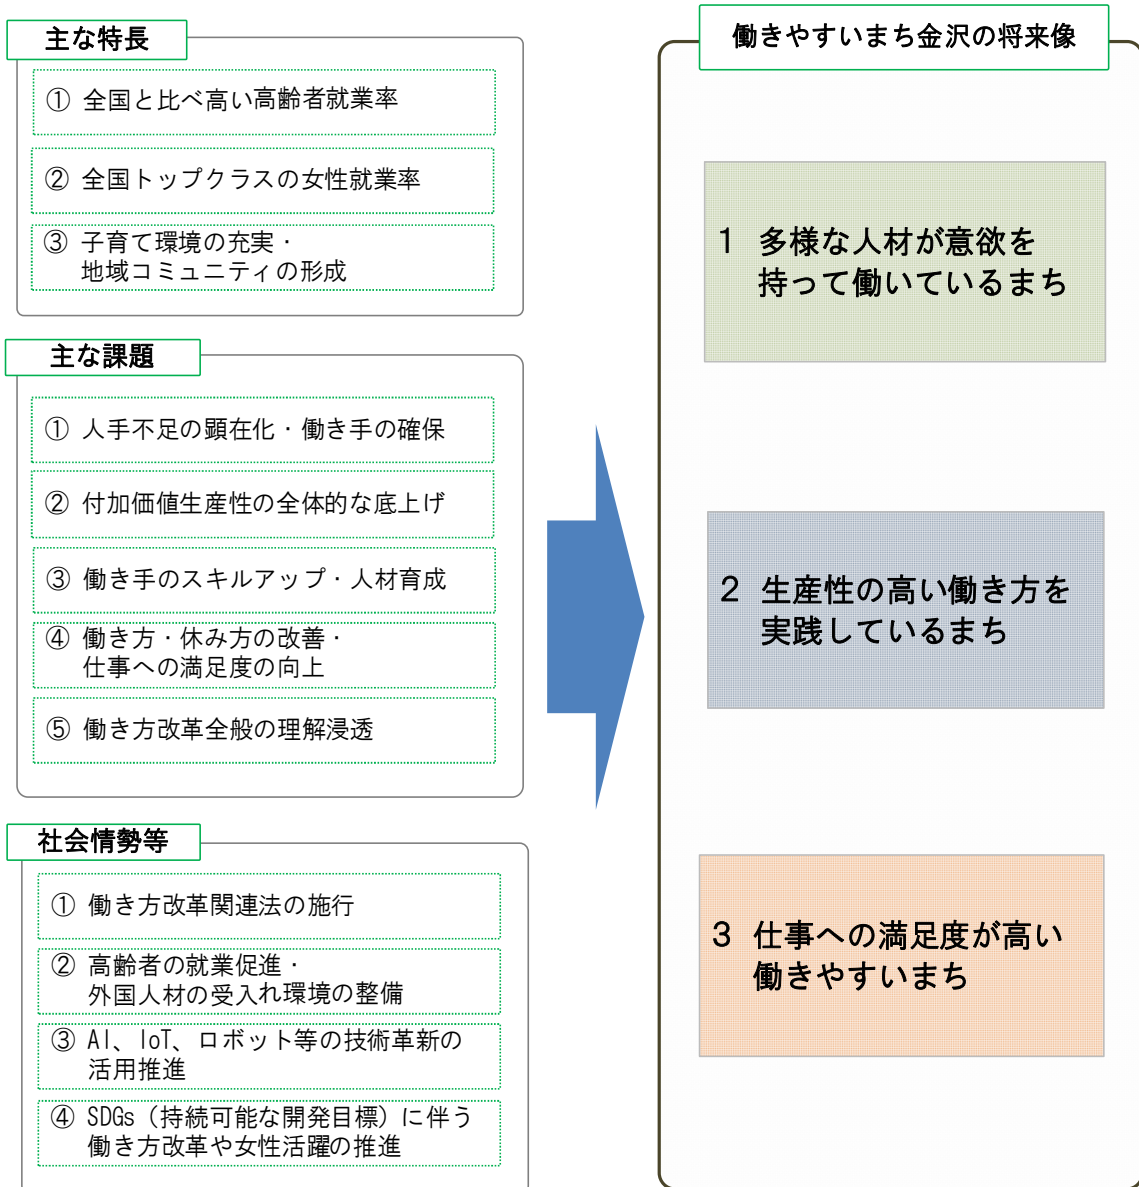 主な特長
① 全国と比べ高い高齢者就業率
② 全国トップクラスの女性就業率
③ 子育て環境の充実・
地域コミュニティの形成
主な課題
① 人手不足の顕在化・働き手の確保
② 付加価値生産性の全体的な底上げ
③ 働き手のスキルアップ・人材育成
④ 働き方・休み方の改善・
仕事への満足度の向上
⑤ 働き方改革全般の理解浸透
社会情勢等
① 働き方改革関連法の施行
② 高齢者の就業促進・
外国人材の受入れ環境の整備
③ AI、IoT、ロボット等の技術革新の
活用推進
④ SDGs（持続可能な開発目標）に伴う
働き方改革や女性活躍の推進
働きやすいまち金沢の将来像
1 多様な人材が意欲を
持って働いているまち
2 生産性の高い働き方を
実践しているまち
3 仕事への満足度が高い
働きやすいまち